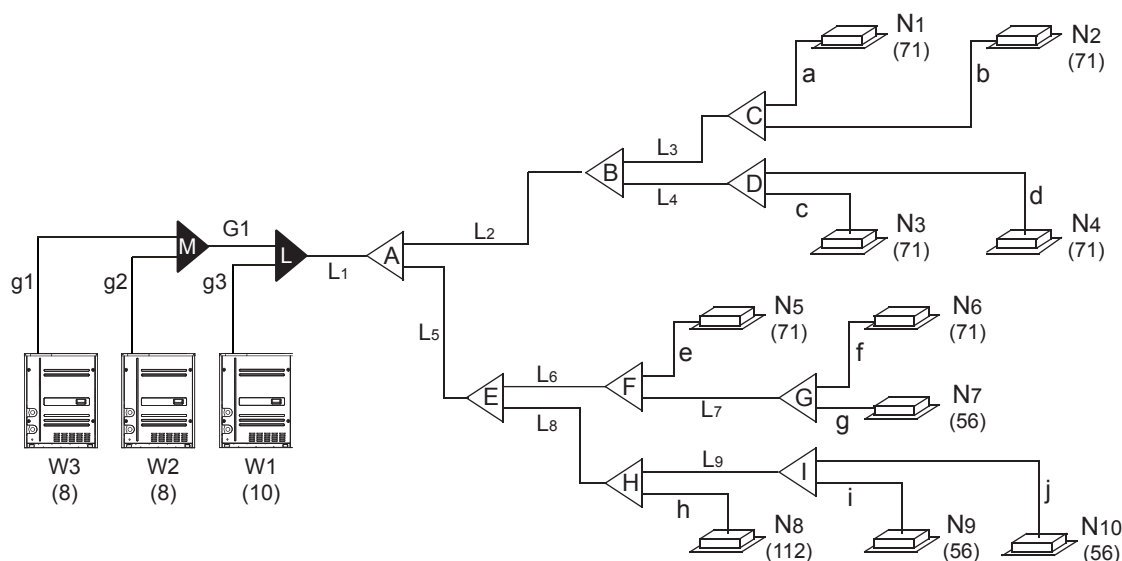 N1
(71)
N2
(71)
a
b
C
L3
B
L4
D
c
d
N3
(71)
N4
(71)
L2
M
G1
L
A
L1
g1
g2
g3
L5
N5
(71)
N6
(71)
e
f
L6
F
E
L7
G
g
N7
(56)
L8
L9
I
H
h
i
j
N8
(112)
N9
(56)
N10
(56)
W3
(8)
W2
(8)
W1
(10)